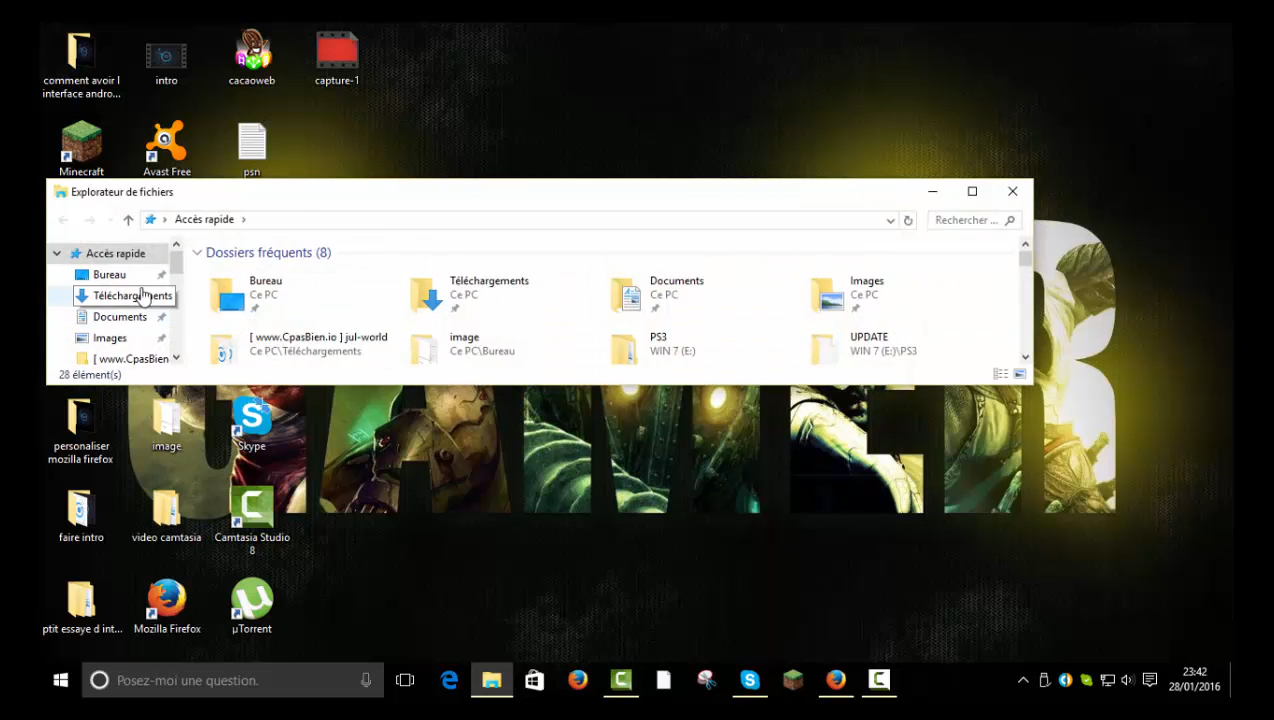 comment avoir l
interface andro...
intro
cacaoweb
capture-1
Minecraft
Avast Free
psn
Explorateur de fichiers
Accès rapide
Rechercher ...
Accès rapide
Bureau
Téléchargements
Documents
Images
[ www.CpasBien
28 élément(s)
Dossiers fréquents (8)
Bureau
Ce PC
Téléchargements
Ce PC
Documents
Ce PC
Images
Ce PC
[ www.CpasBien.io ] jul-world
Ce PC\Téléchargements
image
Ce PC\Bureau
PS3
WIN 7 (E:)
UPDATE
WIN 7 (E:)\PS3
personaliser
mozilla firefox
image
Skype
faire intro
video camtasia
Camtasia Studio
8
ptit essaye d int...
Mozilla Firefox
µTorrent
Posez-moi une question.
23:42
28/01/2016